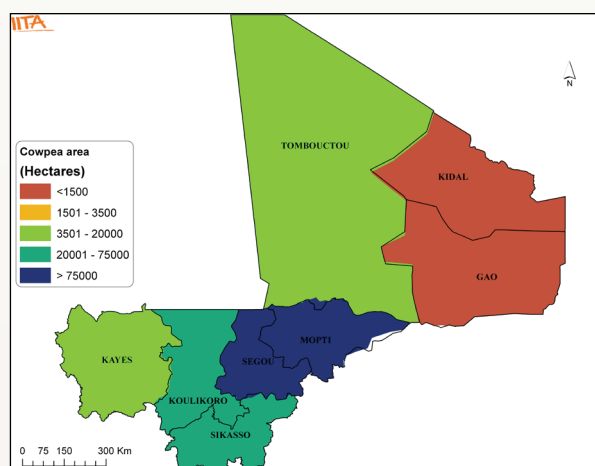 IITA
N
TOMBOUCTOU
KIDAL
GAO
Cowpea area
(Hectares)
<1500
1501 - 3500
3501 - 20000
20001 - 75000
> 75000
MOPTI
SEGOU
KAYES
KOULIKORO
SIKASSO
0 75 150 300 Km